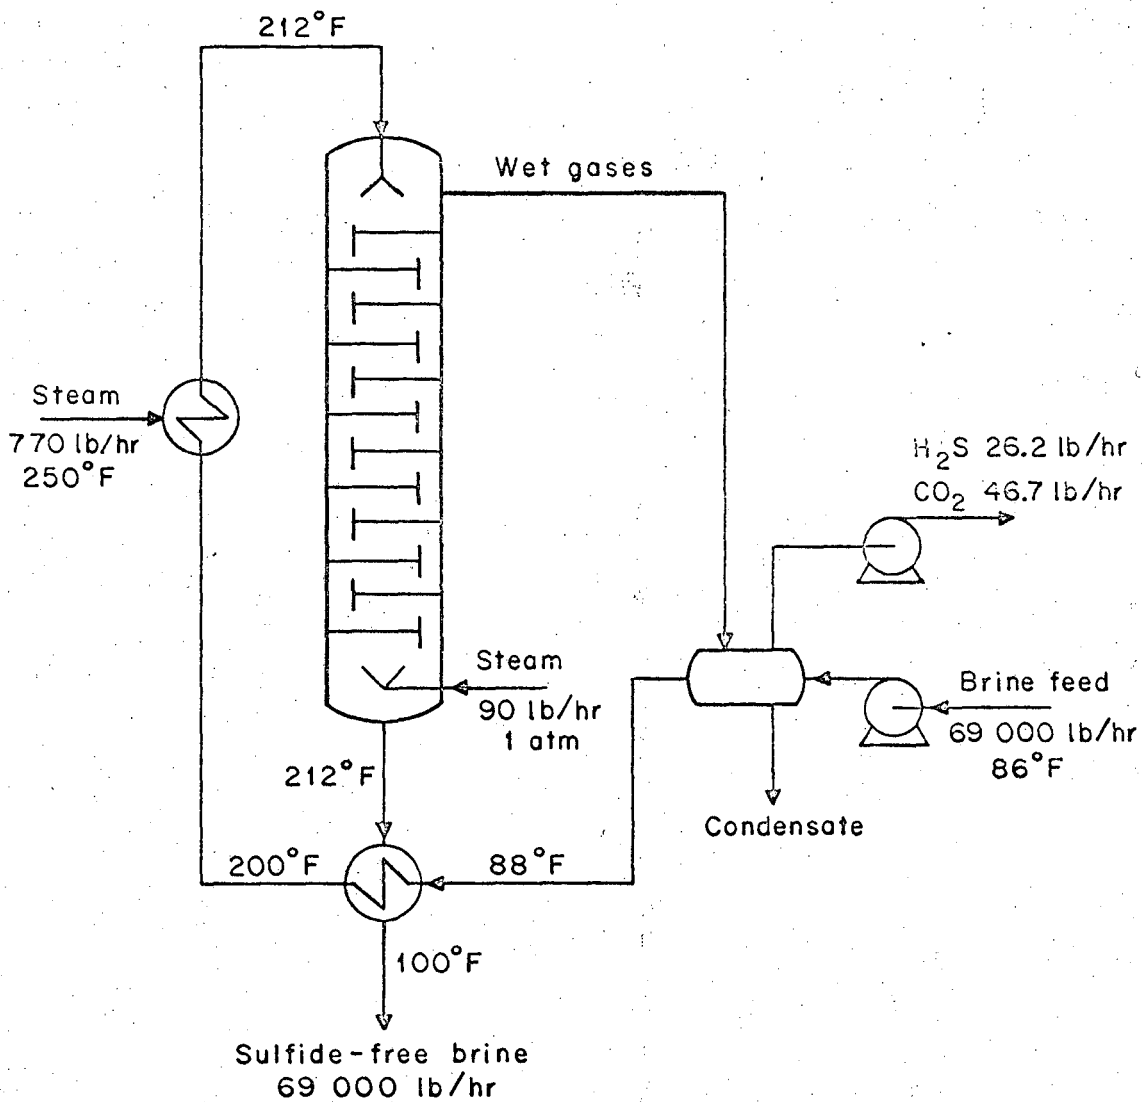 212°F
Wet gases
Steam
770 lb/hr
250°F
H₂S 26.2 lb/hr
CO₂ 46.7 lb/hr
Steam
90 lb/hr
1 atm
Brine feed
69 000 lb/hr
86°F
212°F
Condensate
200°F
88°F
100°F
Sulfide-free brine
69 000 lb/hr